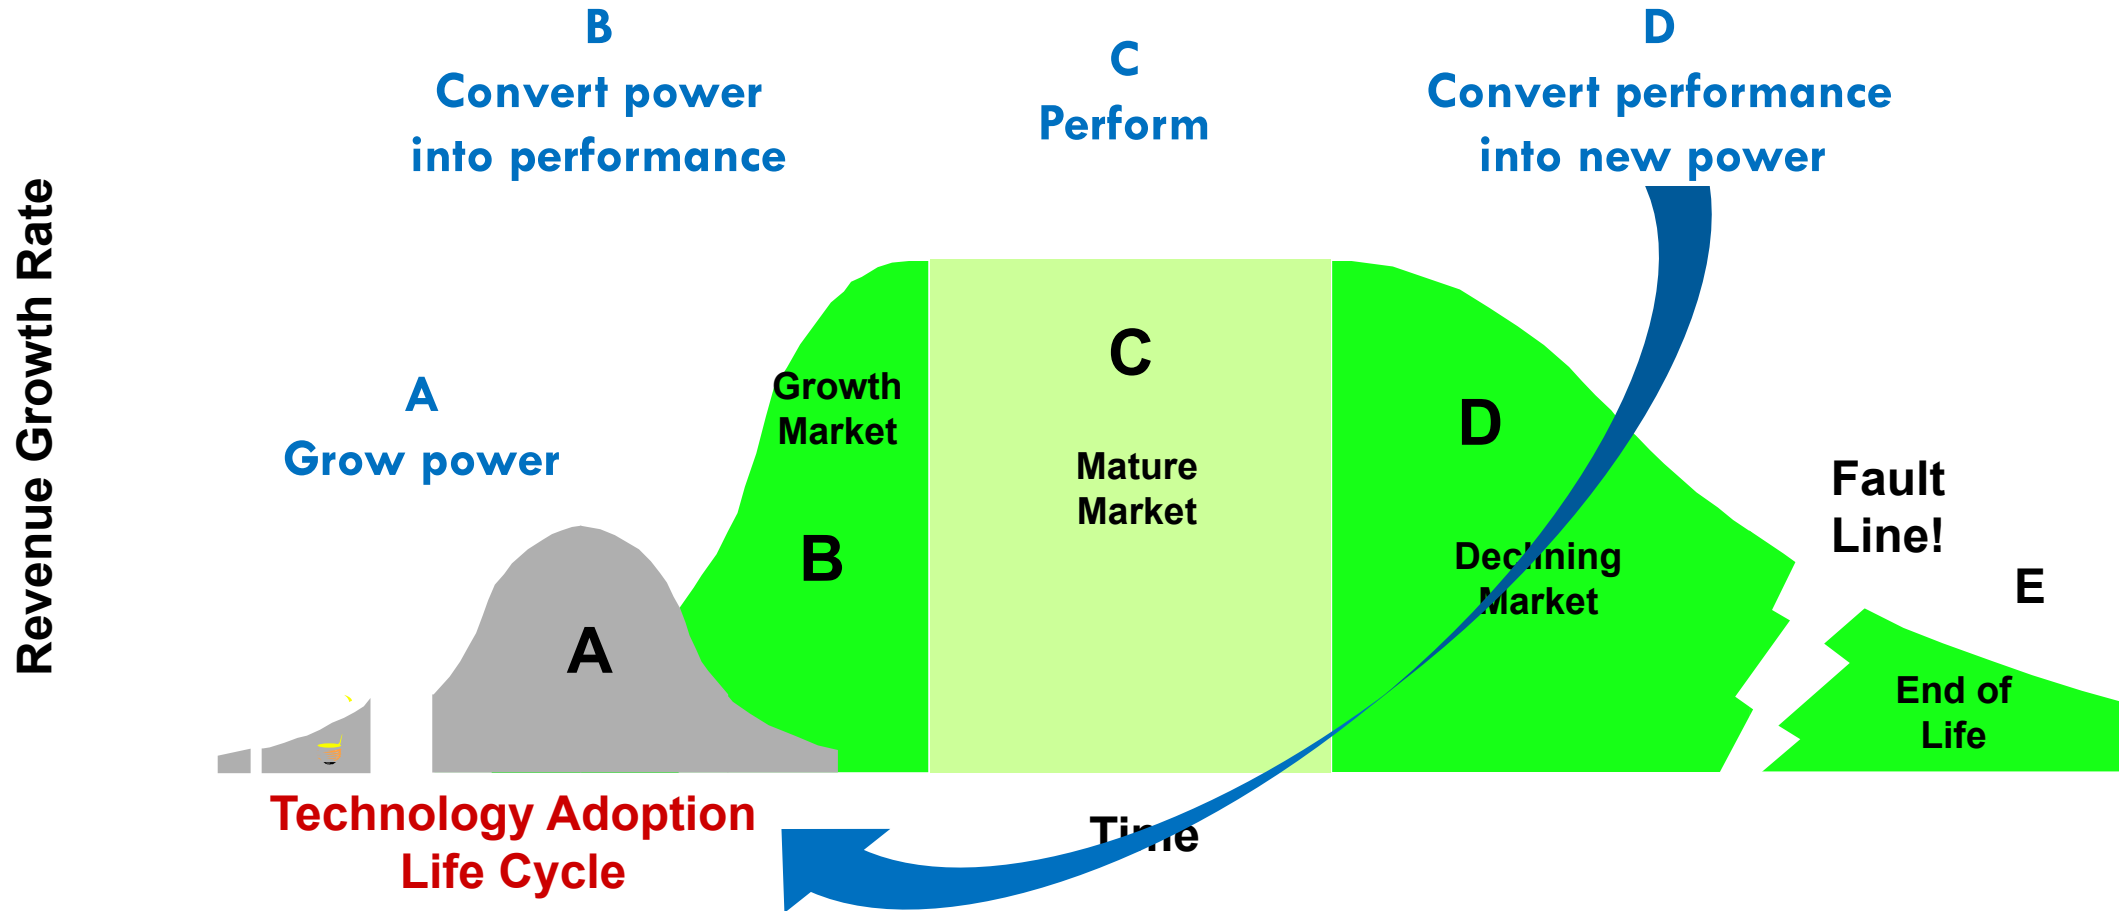 B
Convert power
into performance
C
Perform
D
Convert performance
into new power
Revenue Growth Rate
A
Grow power
Growth
Market
B
C
Mature
Market
D
Declining
Market
Fault
Line!
E
A
End of
Life
Technology Adoption
Life Cycle
Time